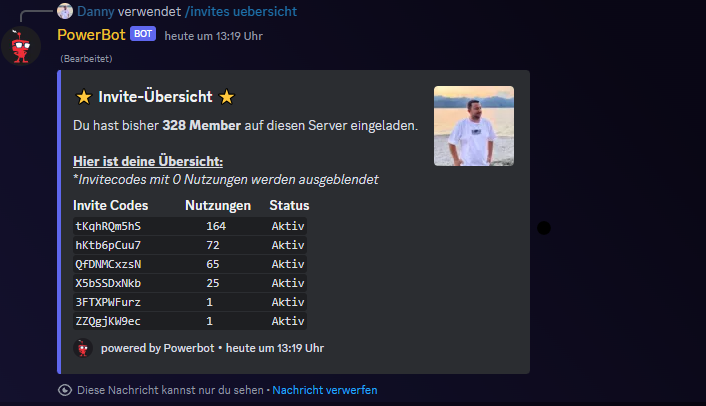 Danny verwendet /invites uebersicht
PowerBot BOT heute um 13:19 Uhr
(Bearbeitet)
Invite-Übersicht
Du hast bisher 328 Member auf diesen Server eingeladen.
Hier ist deine Übersicht:
*Invitecodes mit 0 Nutzungen werden ausgeblendet
Invite Codes Nutzungen Status
tKqhRQm5hS 164 Aktiv
hKtb6pCuu7 72 Aktiv
QfDNMCxzsN 65 Aktiv
X5bSSDxNkb 25 Aktiv
3FTXPWFurz 1 Aktiv
ZZQgjKW9ec 1 Aktiv
powered by Powerbot • heute um 13:19 Uhr
Diese Nachricht kannst nur du sehen • Nachricht verwerfen